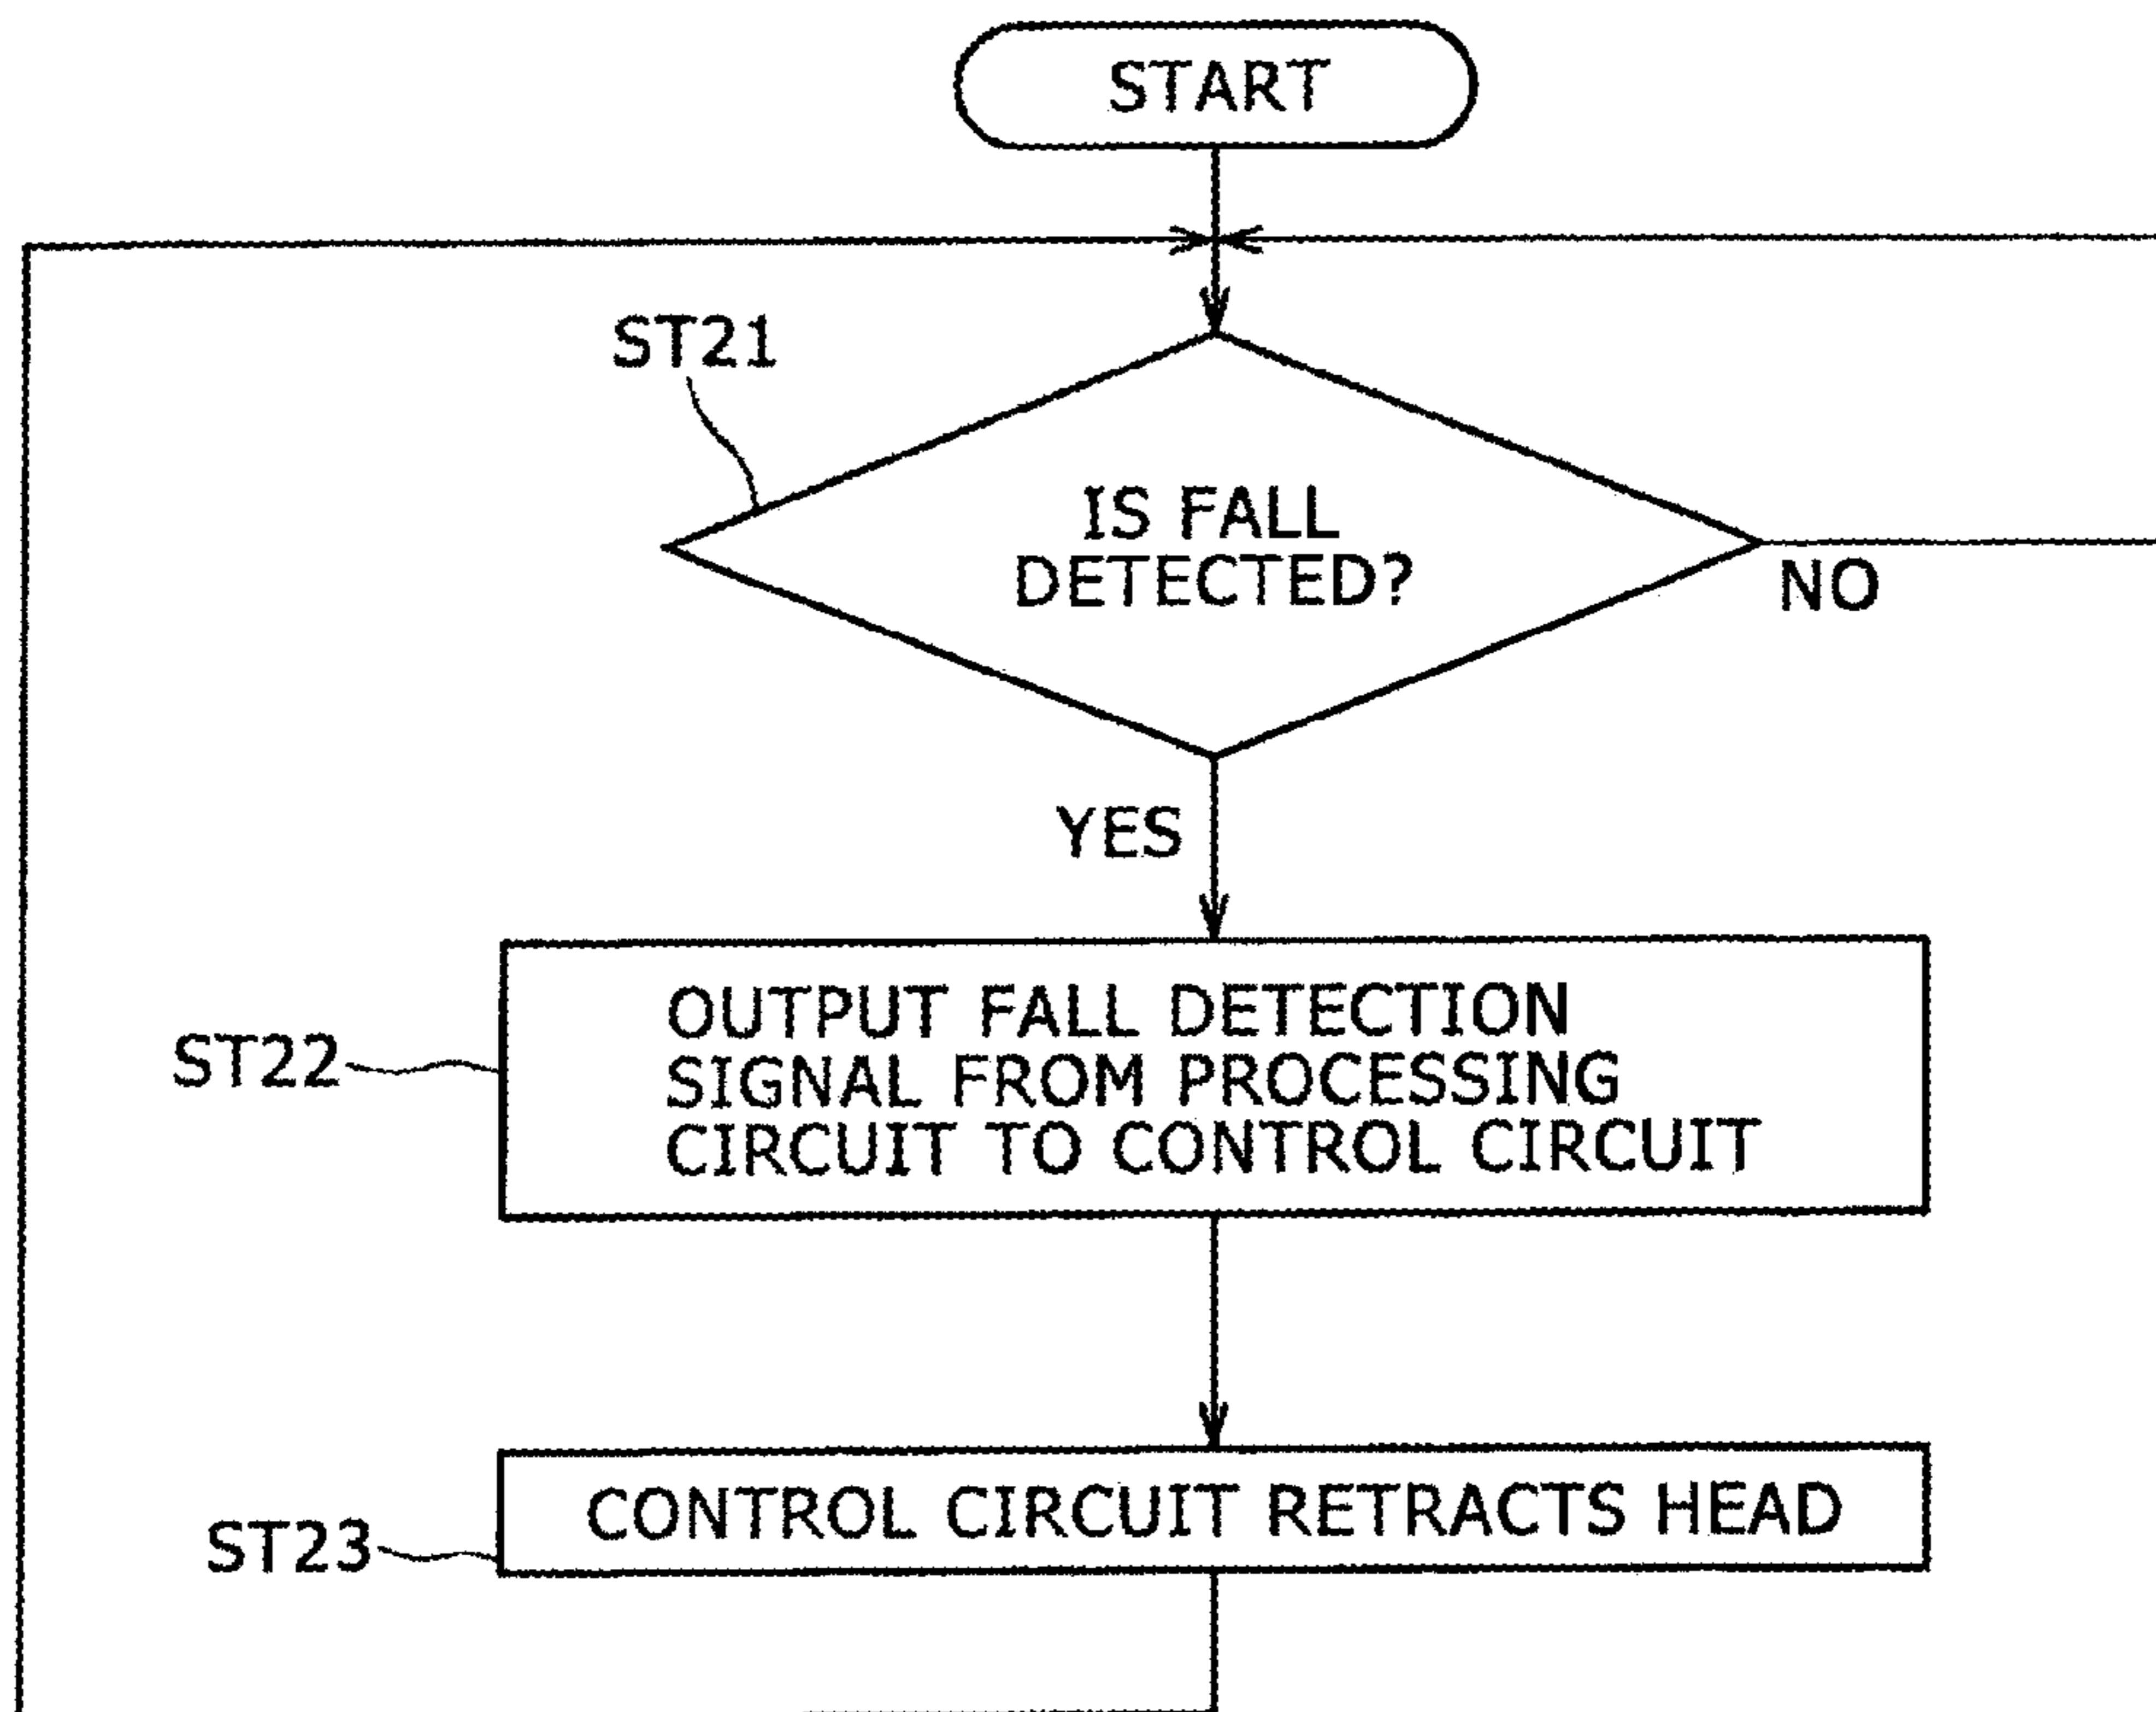 START
ST21
IS FALL
DETECTED?
NO
YES
ST22
OUTPUT FALL DETECTION
SIGNAL FROM PROCESSING
CIRCUIT TO CONTROL CIRCUIT
ST23
CONTROL CIRCUIT RETRACTS HEAD